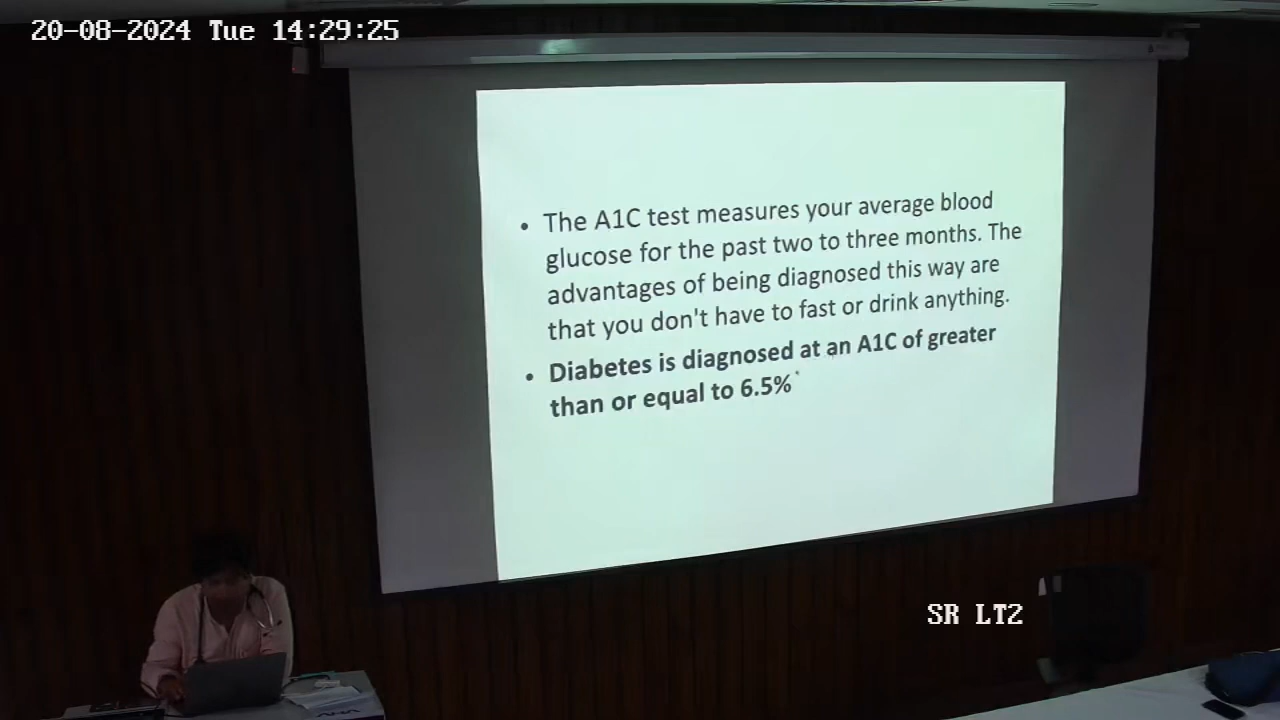 20-08-2024 Tue 14:29:25
• The A1C test measures your average blood
glucose for the past two to three months. The
advantages of being diagnosed this way are
that you don't have to fast or drink anything.
• Diabetes is diagnosed at an A1C of greater
than or equal to 6.5%
SR LT2